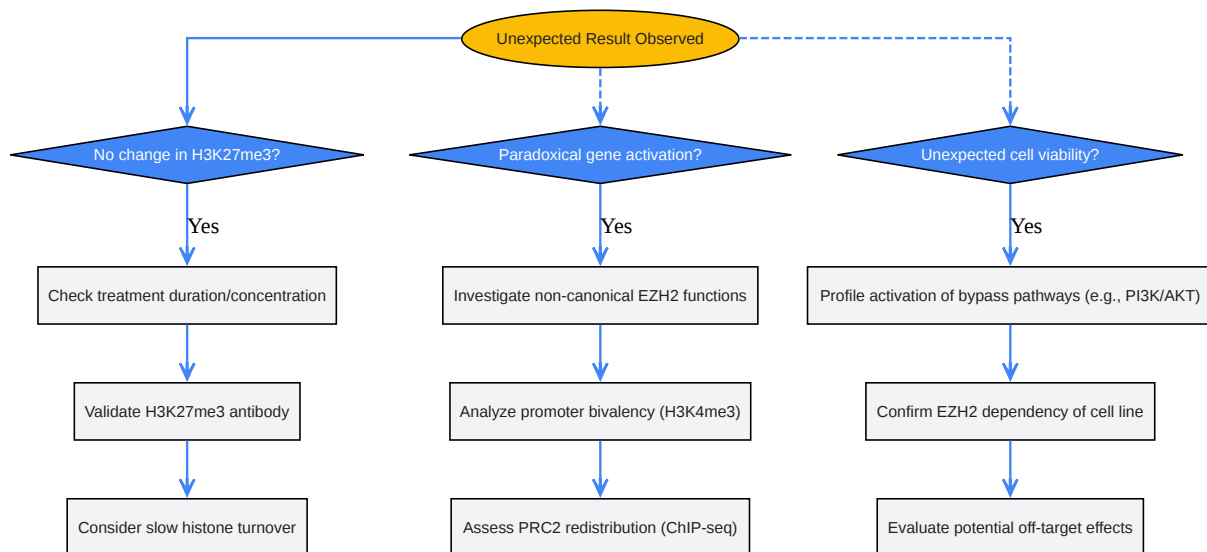 Unexpected Result Observed
No change in H3K27me3?
Paradoxical gene activation?
Unexpected cell viability?
Yes
Yes
Yes
Check treatment duration/concentration
Investigate non-canonical EZH2 functions
Profile activation of bypass pathways (e.g., PI3K/AKT)
Validate H3K27me3 antibody
Analyze promoter bivalency (H3K4me3)
Confirm EZH2 dependency of cell line
Consider slow histone turnover
Assess PRC2 redistribution (ChIP-seq)
Evaluate potential off-target effects